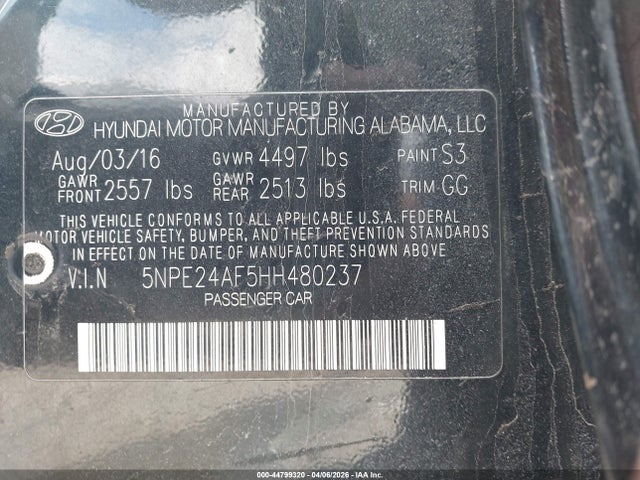 MANUFACTURED BY
HYUNDAI MOTOR MANUFACTURING ALABAMA, LLC
Aug/03/16 GVWR 4497 lbs PAINT S3
GAWR FRONT 2557 lbs GAWR REAR 2513 lbs TRIM GG
THIS VEHICLE CONFORMS TO ALL APPLICABLE U.S.A. FEDERAL
MOTOR VEHICLE SAFETY, BUMPER, AND THEFT PREVENTION STANDARDS
IN EFFECT ON THE DATE OF MANUFACTURE SHOWN ABOVE.
V.I.N 5NPE24AF5HH480237
PASSENGER CAR
000-44799320 - 04/06/2026 - IAA Inc.